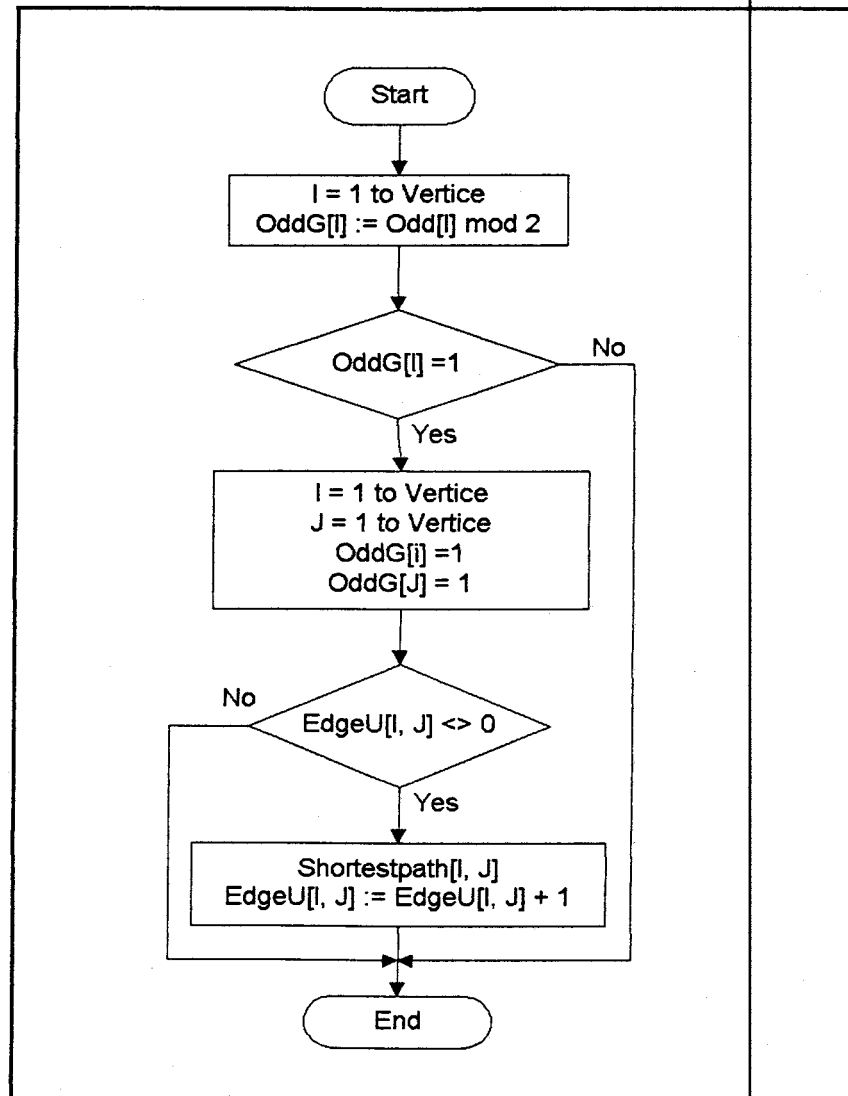 Start
I = 1 to Vertice
OddG[I] := Odd[I] mod 2
OddG[I] =1
No
Yes
I = 1 to Vertice
J = 1 to Vertice
OddG[i] =1
OddG[J] = 1
No
EdgeU[I, J] <> 0
Yes
Shortestpath[I, J]
EdgeU[I, J] := EdgeU[I, J] + 1
End